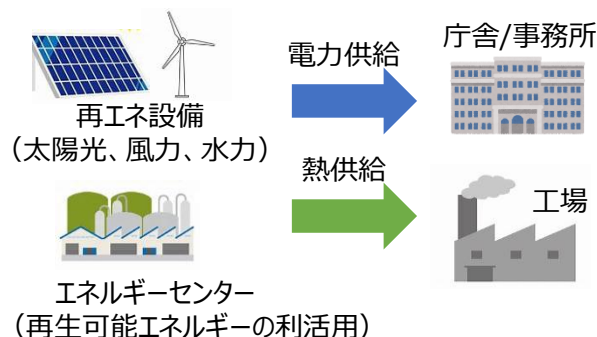 電力供給
庁舎/事務所
再エネ設備
（太陽光、風力、水力）
熱供給
工場
エネルギーセンター
（再生可能エネルギーの利活用）